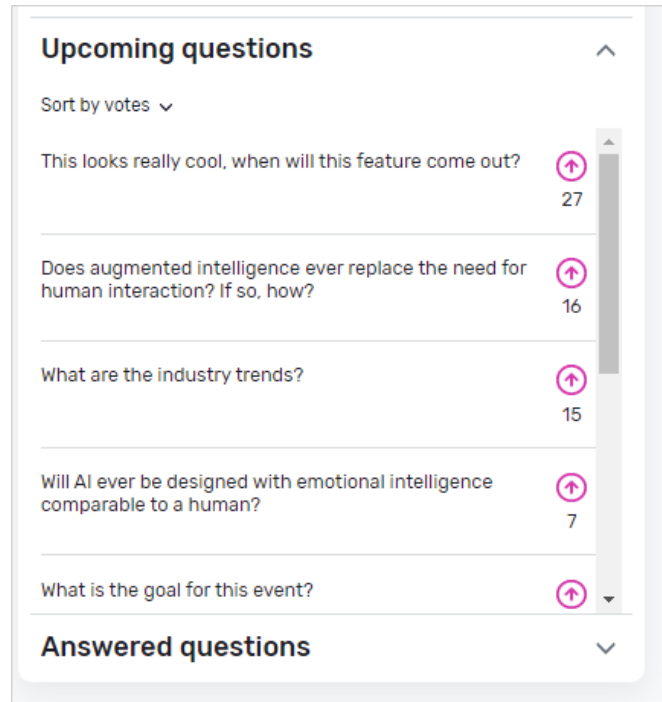 Upcoming questions
Sort by votes
This looks really cool, when will this feature come out?
27
Does augmented intelligence ever replace the need for
human interaction? If so, how?
16
What are the industry trends?
15
Will AI ever be designed with emotional intelligence
comparable to a human?
7
What is the goal for this event?
Answered questions